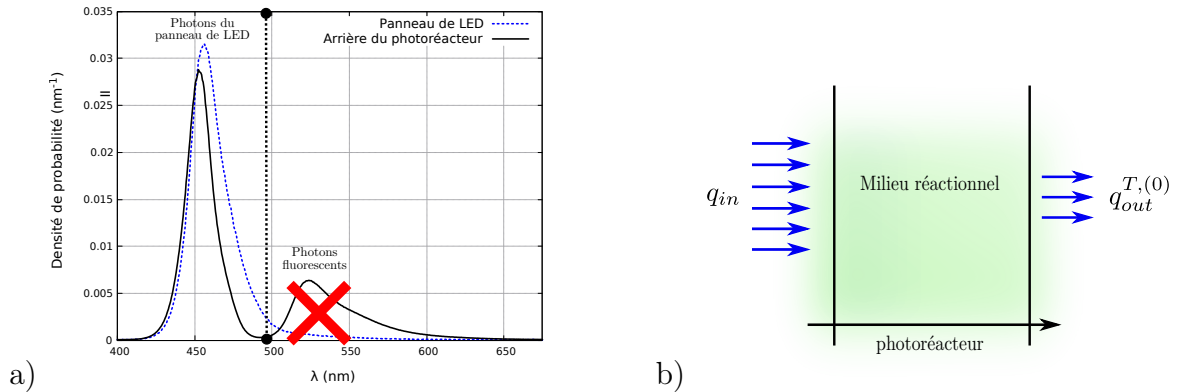 0.035
0.03
0.025
0.02
0.015
0.01
0.005
0
Densité de probabilité (nm⁻¹)
=
Photons du
panneau de LED
Panneau de LED
Arrière du photoréacteur
Photons
fluorescents
400 450 500 550 600 650
λ (nm)
a)
q_in
Milieu réactionnel
q_out^{T,(0)}
photoréacteur
b)